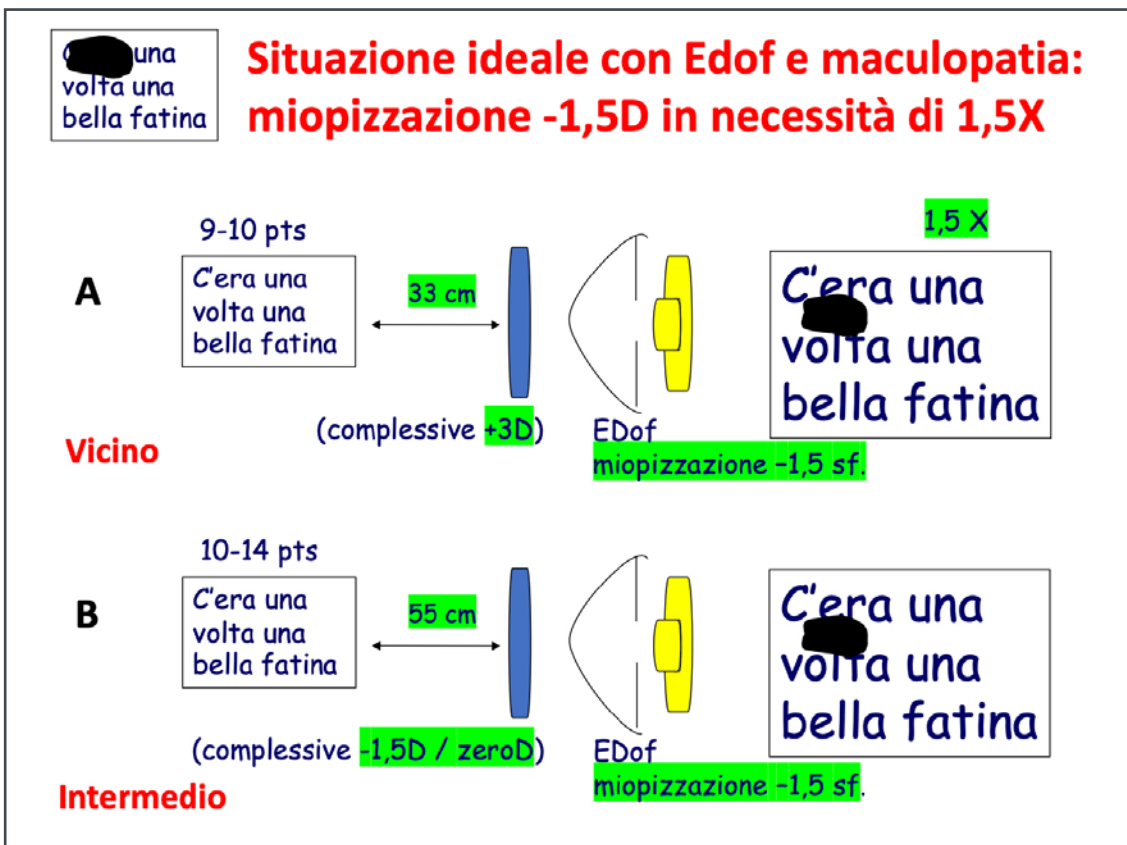 una
volta una
bella fatina
Situazione ideale con Edof e maculopatia:
miopizzazione -1,5D in necessità di 1,5X
9-10 pts
1,5 X
A
C'era una
volta una
bella fatina
33 cm
C'era una
volta una
bella fatina
(complessive +3D)
EDof
miopizzazione -1,5 sf.
Vicino
10-14 pts
B
C'era una
volta una
bella fatina
55 cm
C'era una
volta una
bella fatina
(complessive -1,5D / zeroD)
EDof
miopizzazione -1,5 sf.
Intermedio